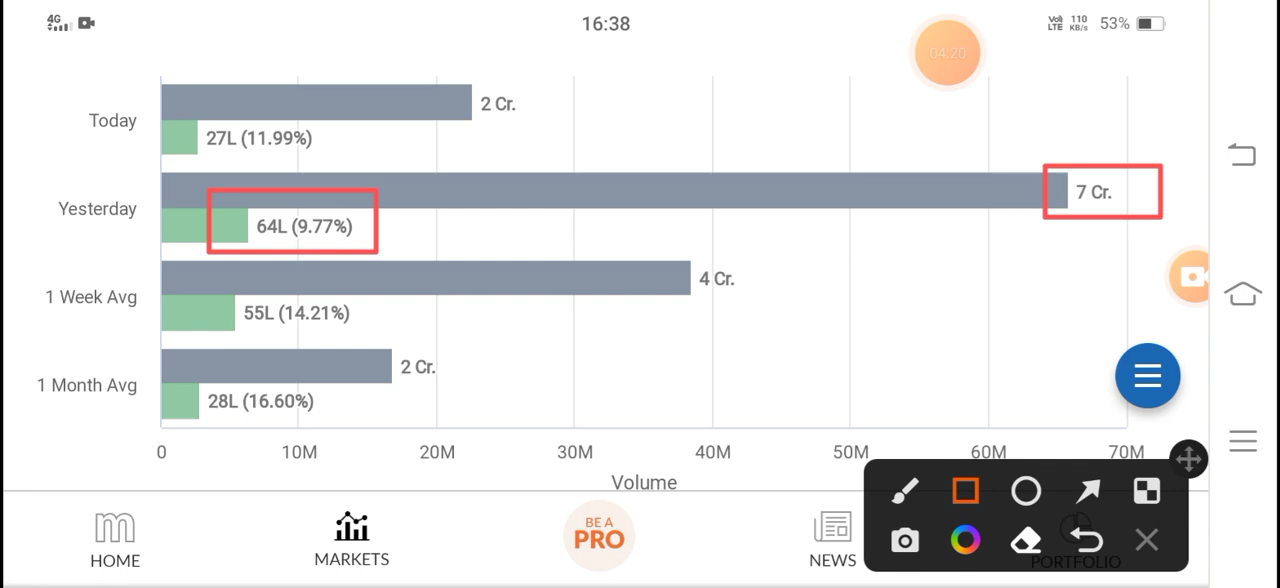 4G 16:38 Vo)) LTE 110 KB/s 53%
04:20
Today 2 Cr.
27L (11.99%)
Yesterday 7 Cr.
64L (9.77%)
1 Week Avg 4 Cr.
55L (14.21%)
1 Month Avg 2 Cr.
28L (16.60%)
0 10M 20M 30M 40M 50M 60M 70M
Volume
m BE A
PRO
HOME MARKETS NEWS PORTFOLIO